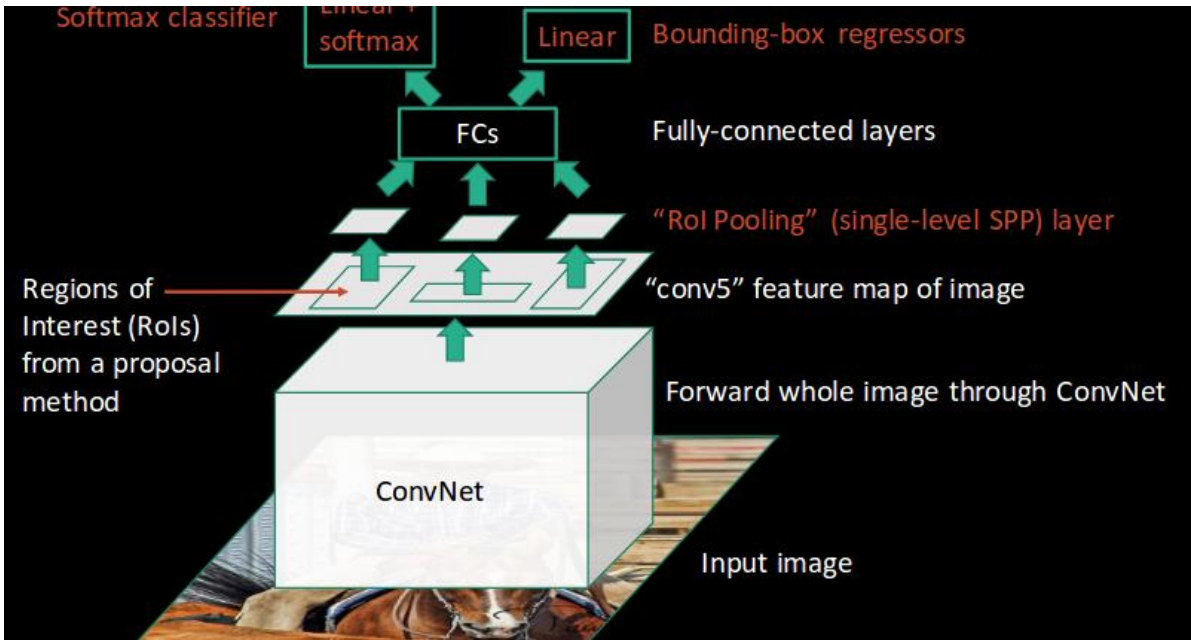 Softmax classifier
Linear +
softmax
Linear
Bounding-box regressors
FCs
Fully-connected layers
“RoI Pooling” (single-level SPP) layer
Regions of
Interest (RoIs)
from a proposal
method
“conv5” feature map of image
Forward whole image through ConvNet
ConvNet
Input image